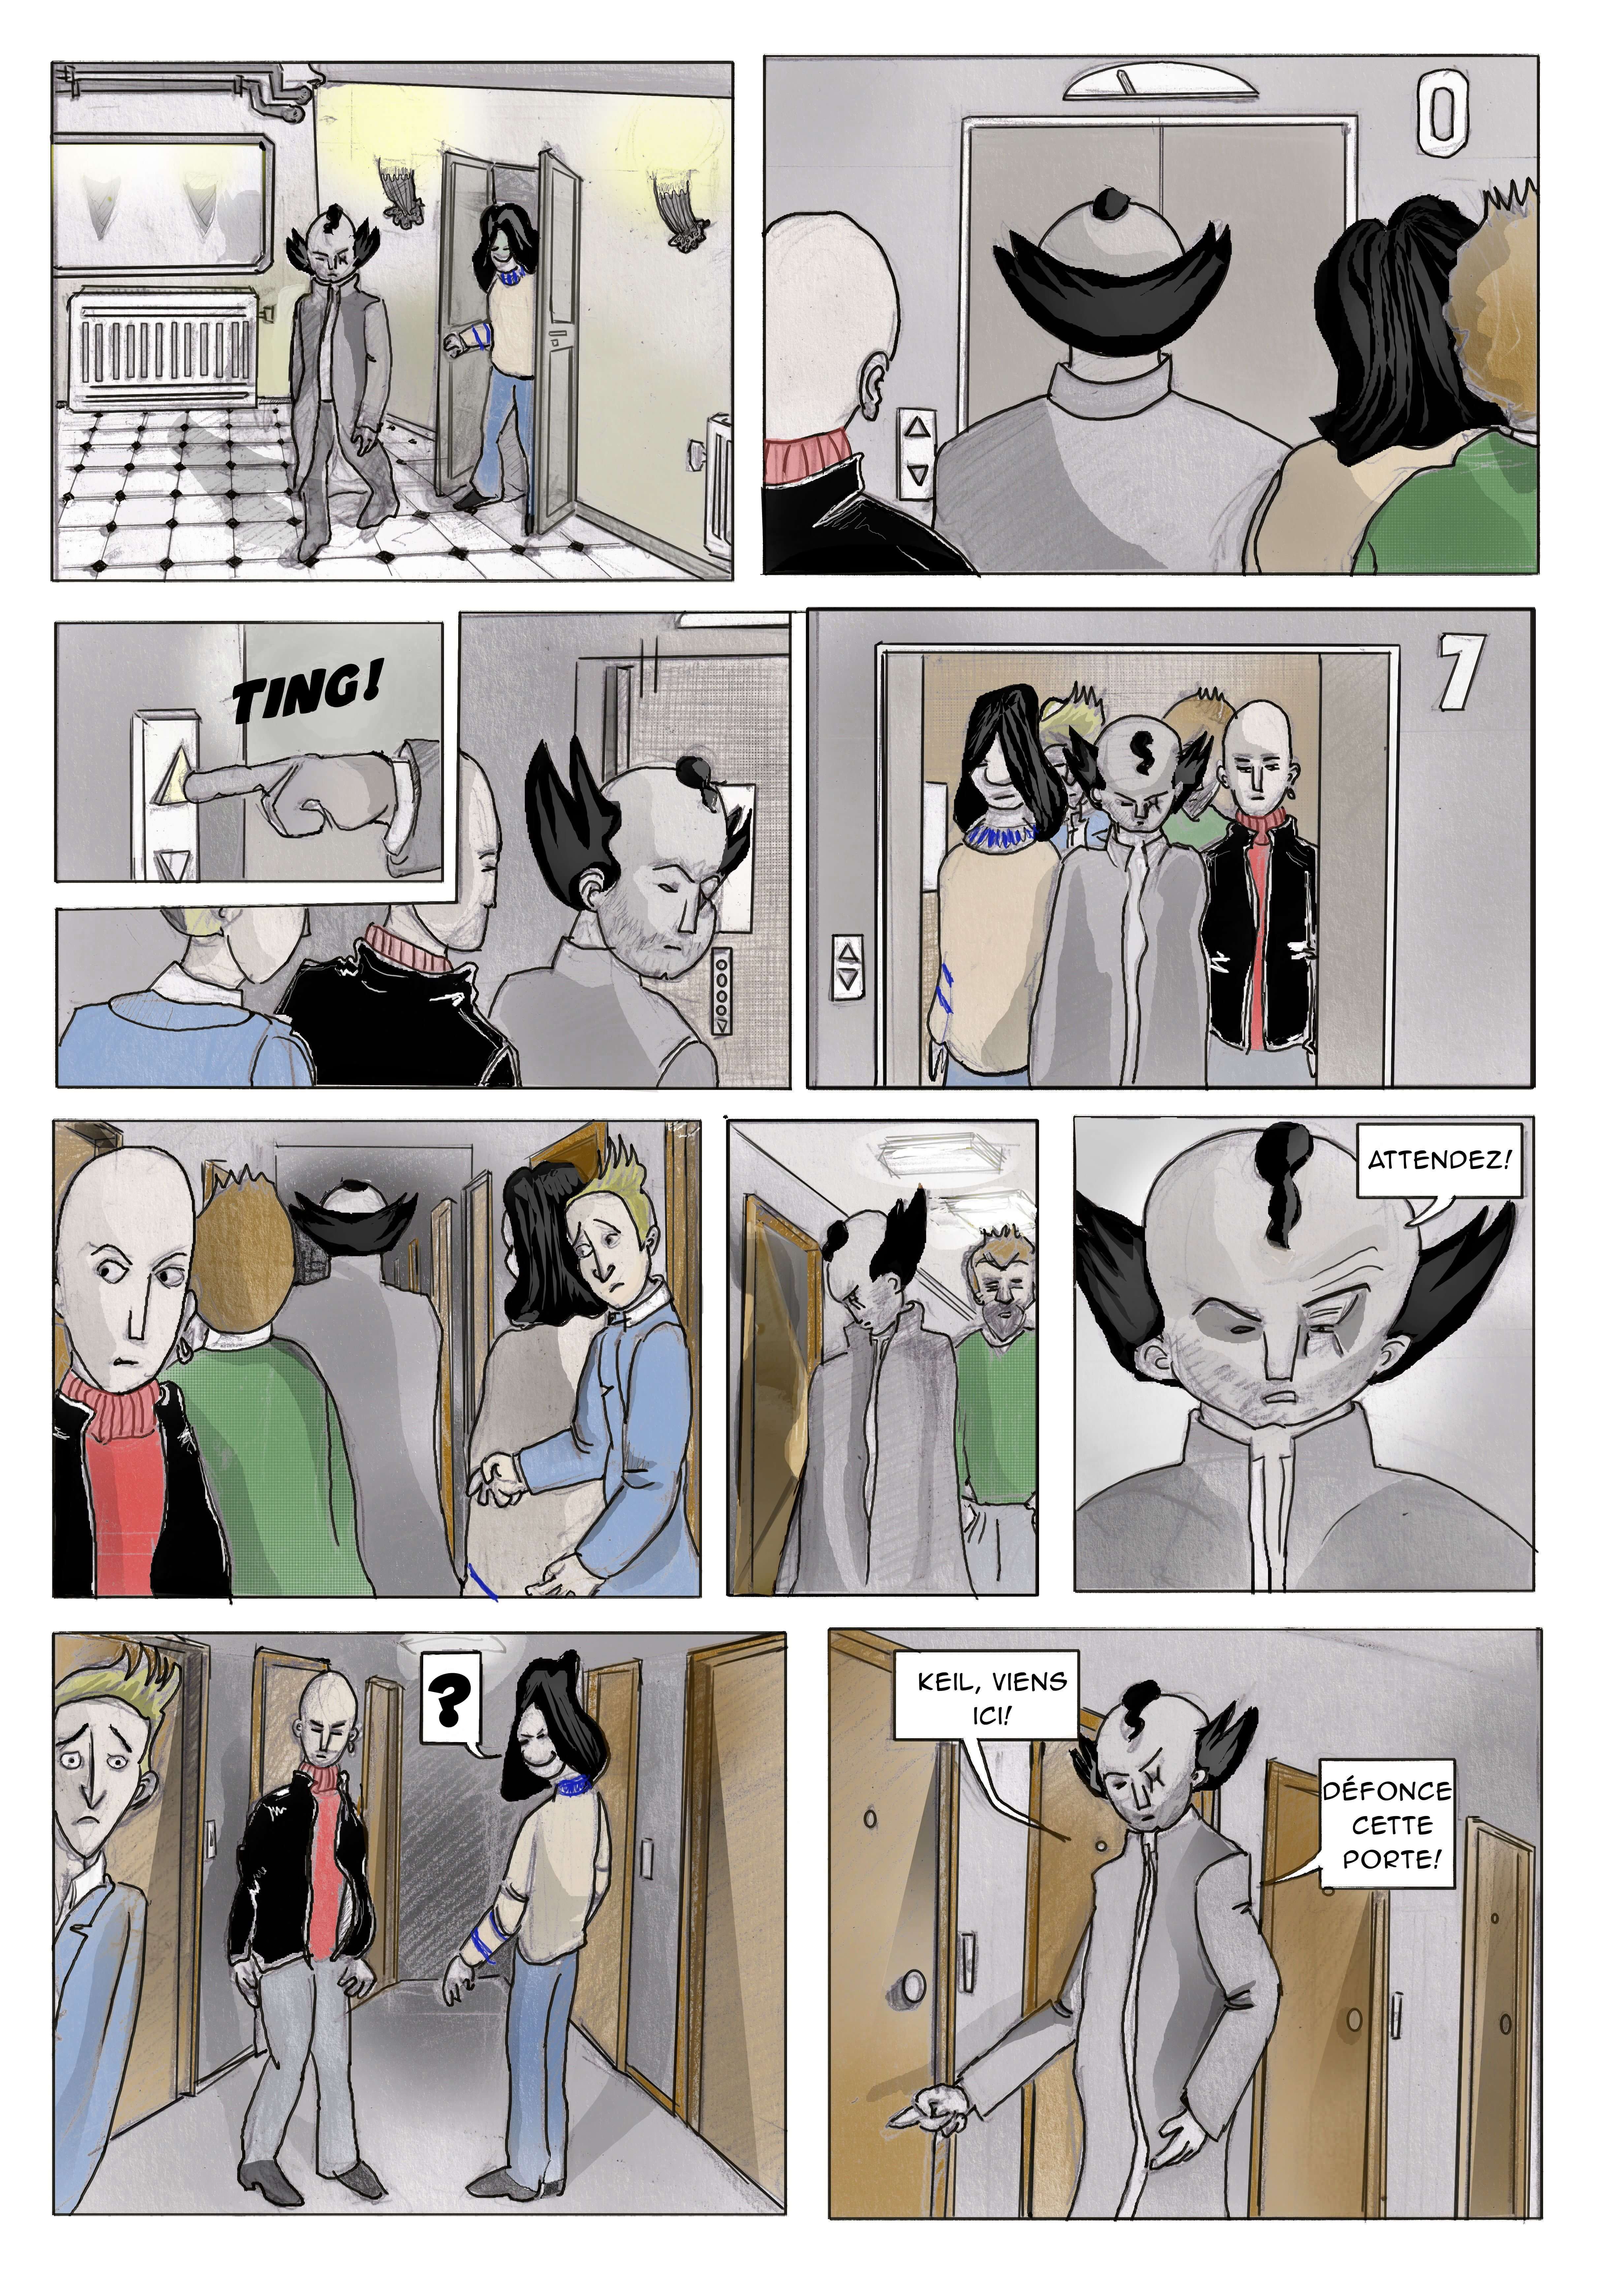 0
TING!
7
ATTENDEZ!
?
KEIL, VIENS
ICI!
DÉFONCE
CETTE
PORTE!